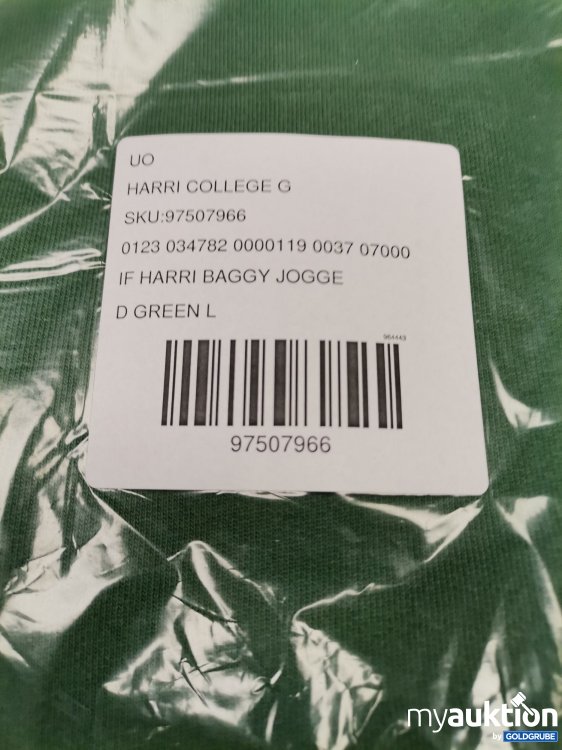 UO
HARRI COLLEGE G
SKU:97507966
0123 034782 0000119 0037 07000
IF HARRI BAGGY JOGGE
D GREEN L
964443
97507966
myauktion
by GOLDGRUBE